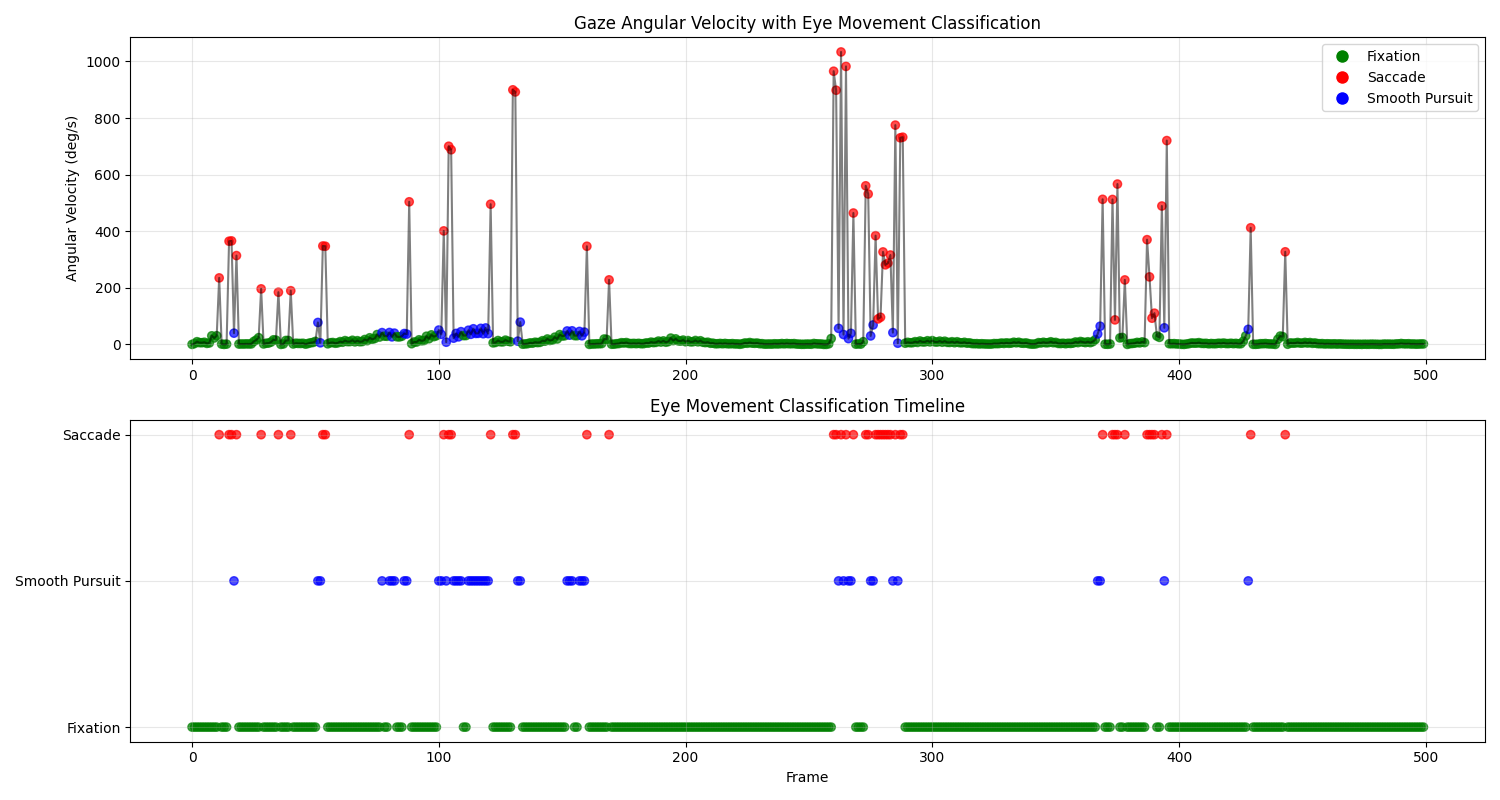 Gaze Angular Velocity with Eye Movement Classification
Angular Velocity (deg/s)
1000
800
600
400
200
0
Fixation
Saccade
Smooth Pursuit
0 100 200 300 400 500
Eye Movement Classification Timeline
Saccade
Smooth Pursuit
Fixation
0 100 200 300 400 500
Frame